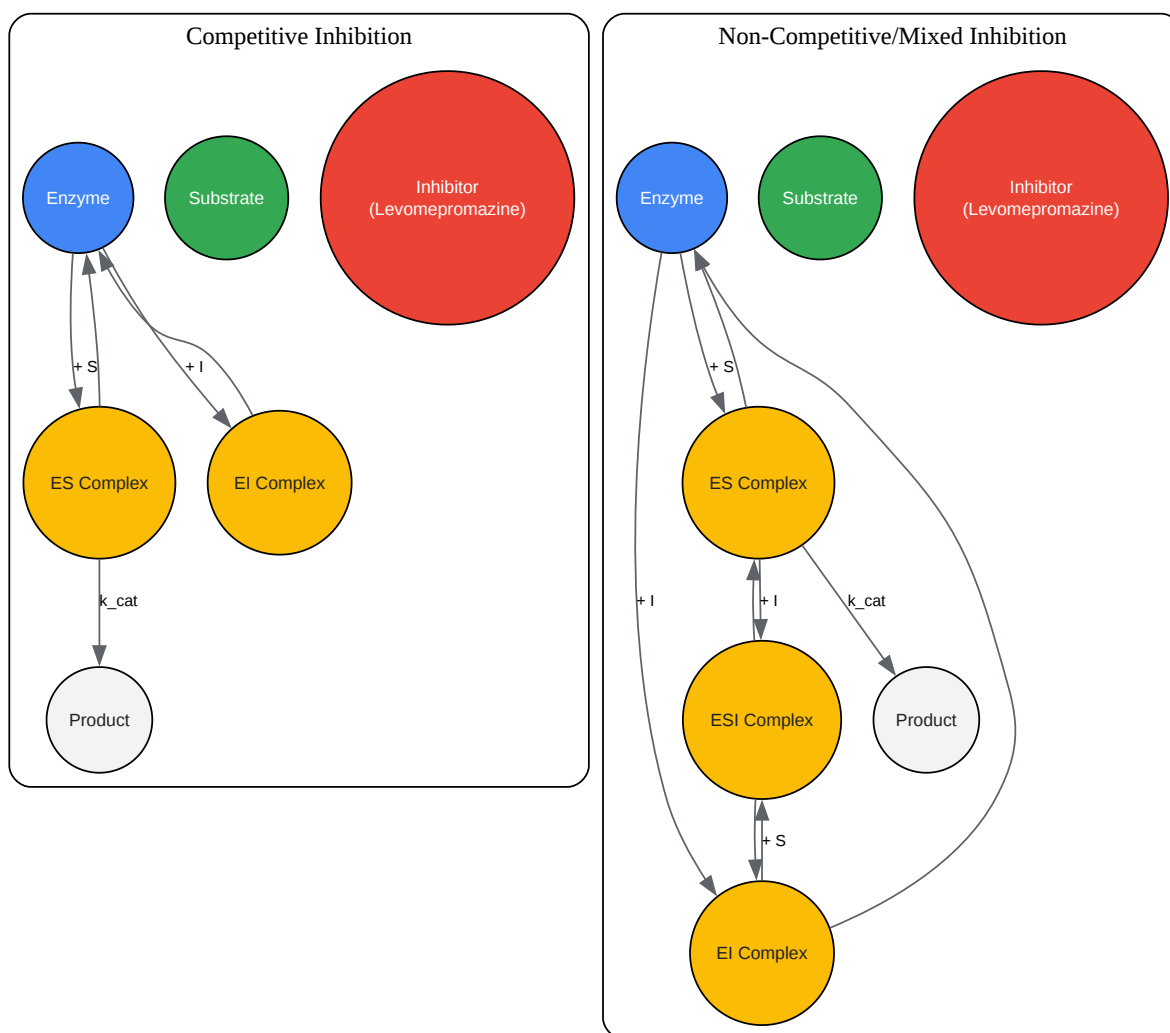 Competitive Inhibition
Enzyme
Substrate
Inhibitor
(Levomepromazine)
+ S
+ I
ES Complex
EI Complex
k_cat
Product
Non-Competitive/Mixed Inhibition
Enzyme
Substrate
Inhibitor
(Levomepromazine)
+ S
ES Complex
+ I
+ I
k_cat
ESI Complex
Product
+ S
EI Complex